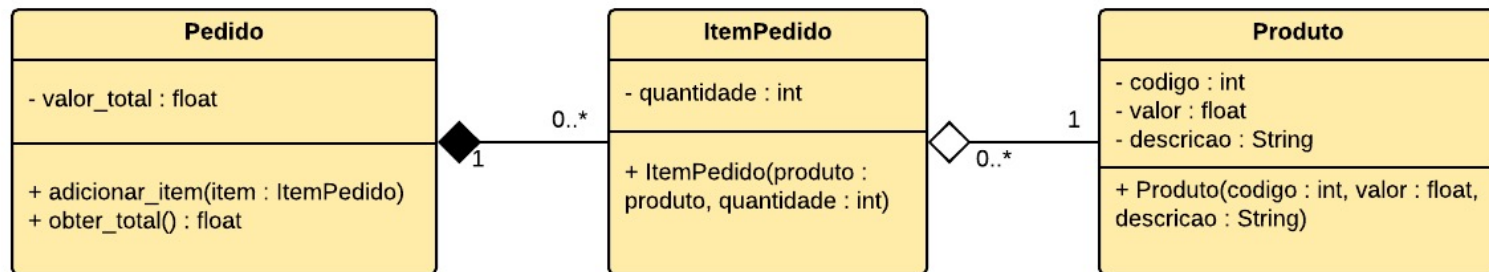 Pedido
- valor_total : float
+ adicionar_item(item : ItemPedido)
+ obter_total() : float
1
0..*
ItemPedido
- quantidade : int
+ ItemPedido(produto :
produto, quantidade : int)
0..*
1
Produto
- codigo : int
- valor : float
- descricao : String
+ Produto(codigo : int, valor : float,
descricao : String)